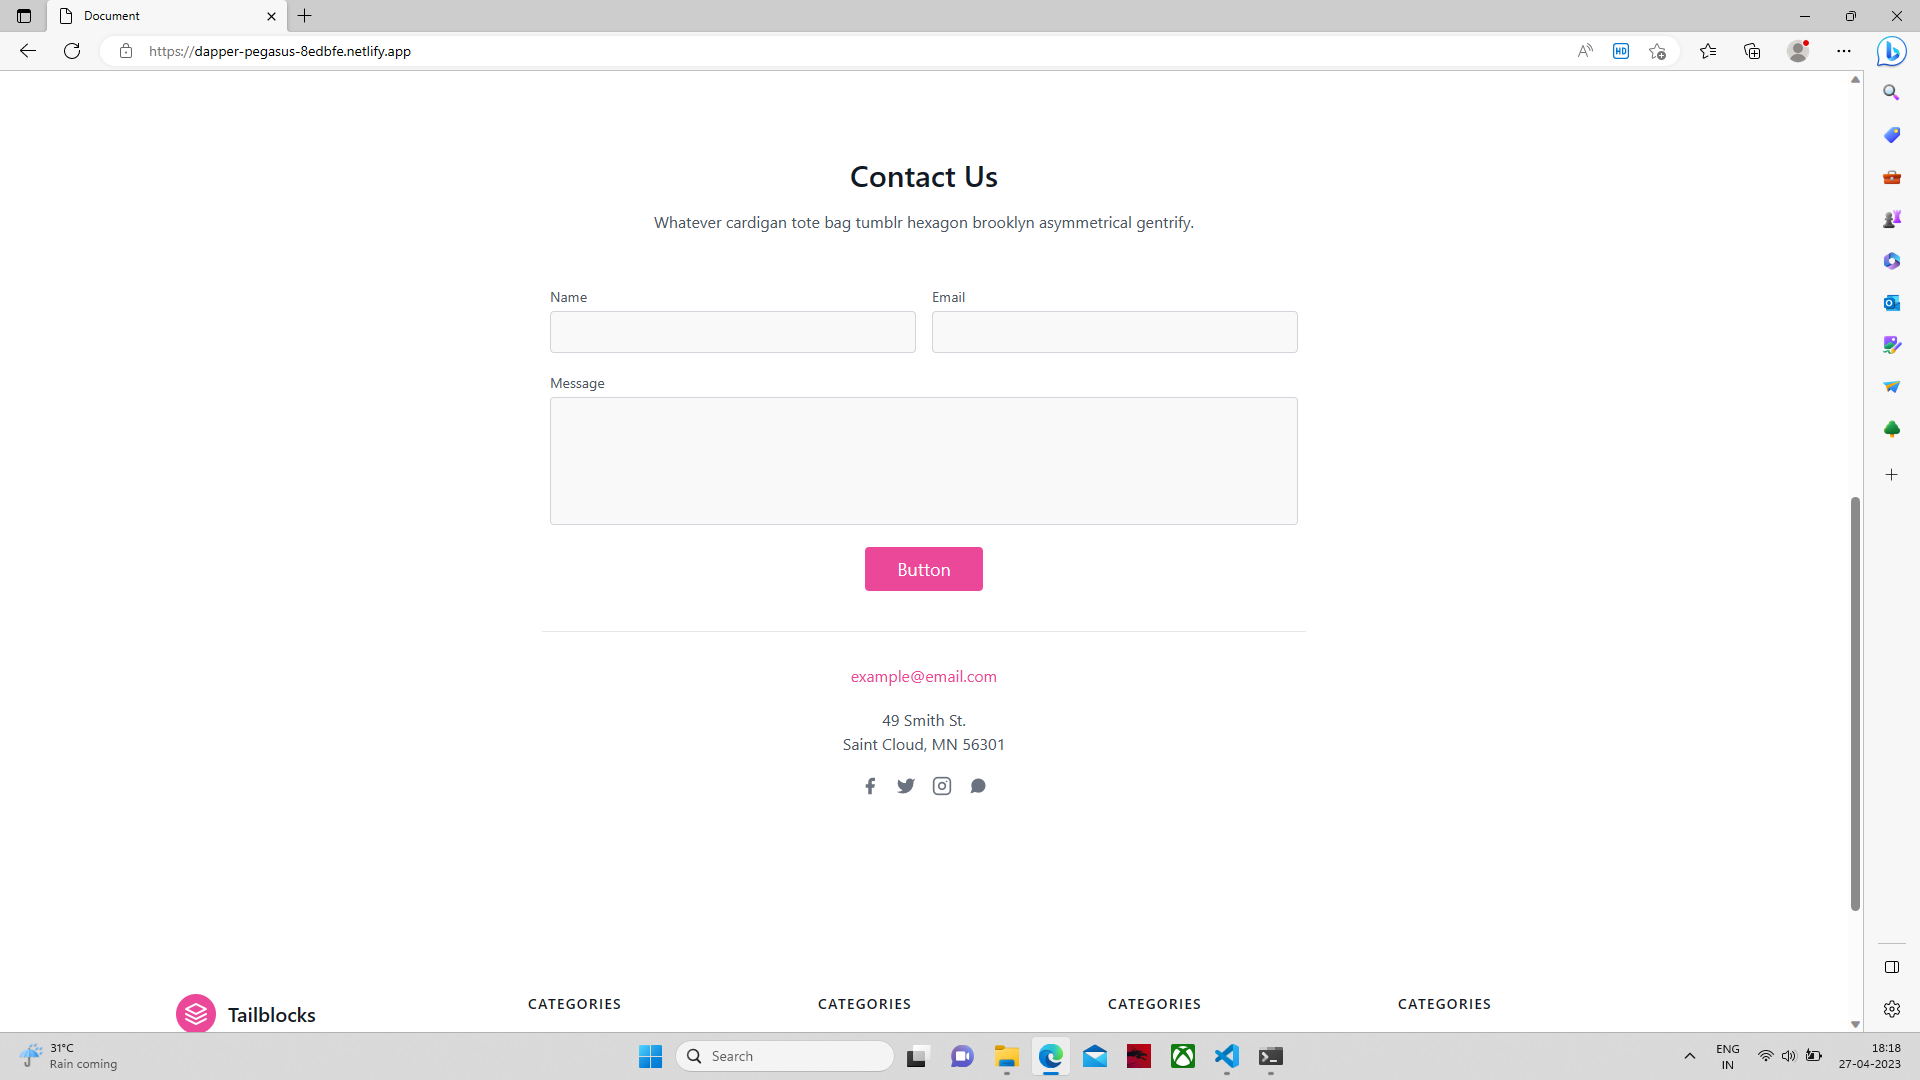 Document
https://dapper-pegasus-8edbfe.netlify.app
HD
Contact Us
Whatever cardigan tote bag tumblr hexagon brooklyn asymmetrical gentrify.
Name
Email
Message
Button
example@email.com
49 Smith St.
Saint Cloud, MN 56301
Tailblocks
CATEGORIES
CATEGORIES
CATEGORIES
CATEGORIES
31°C
Rain coming
Search
ENG
IN
18:18
27-04-2023